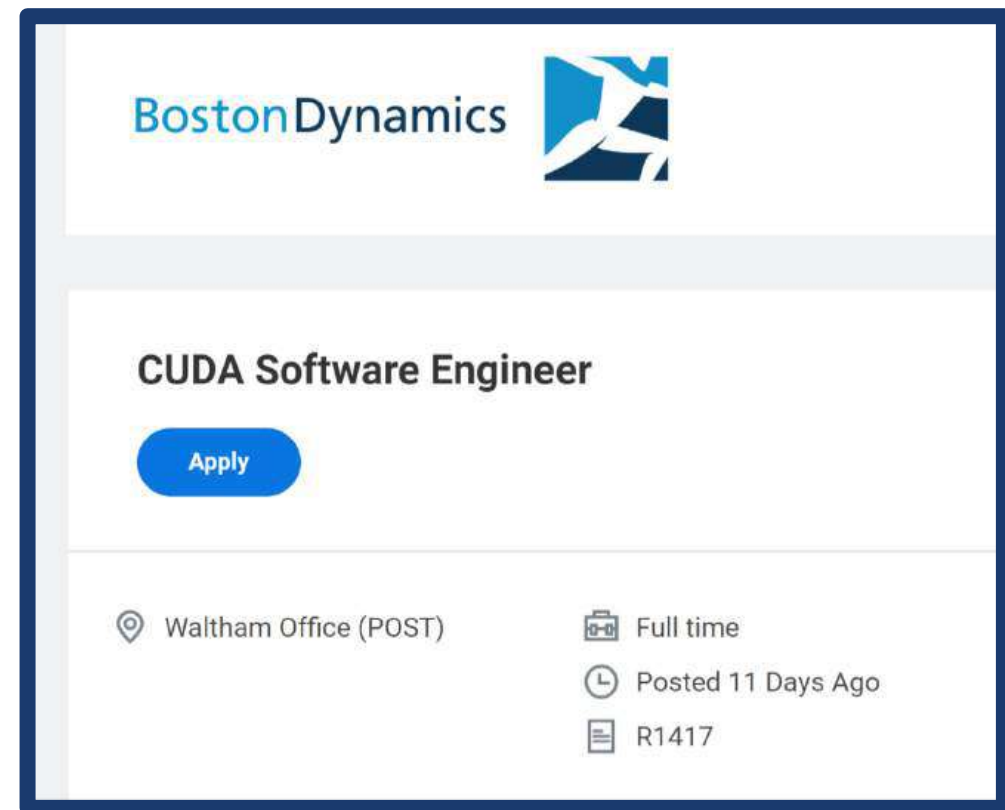 BostonDynamics
CUDA Software Engineer
Apply
Waltham Office (POST)
Full time
Posted 11 Days Ago
R1417